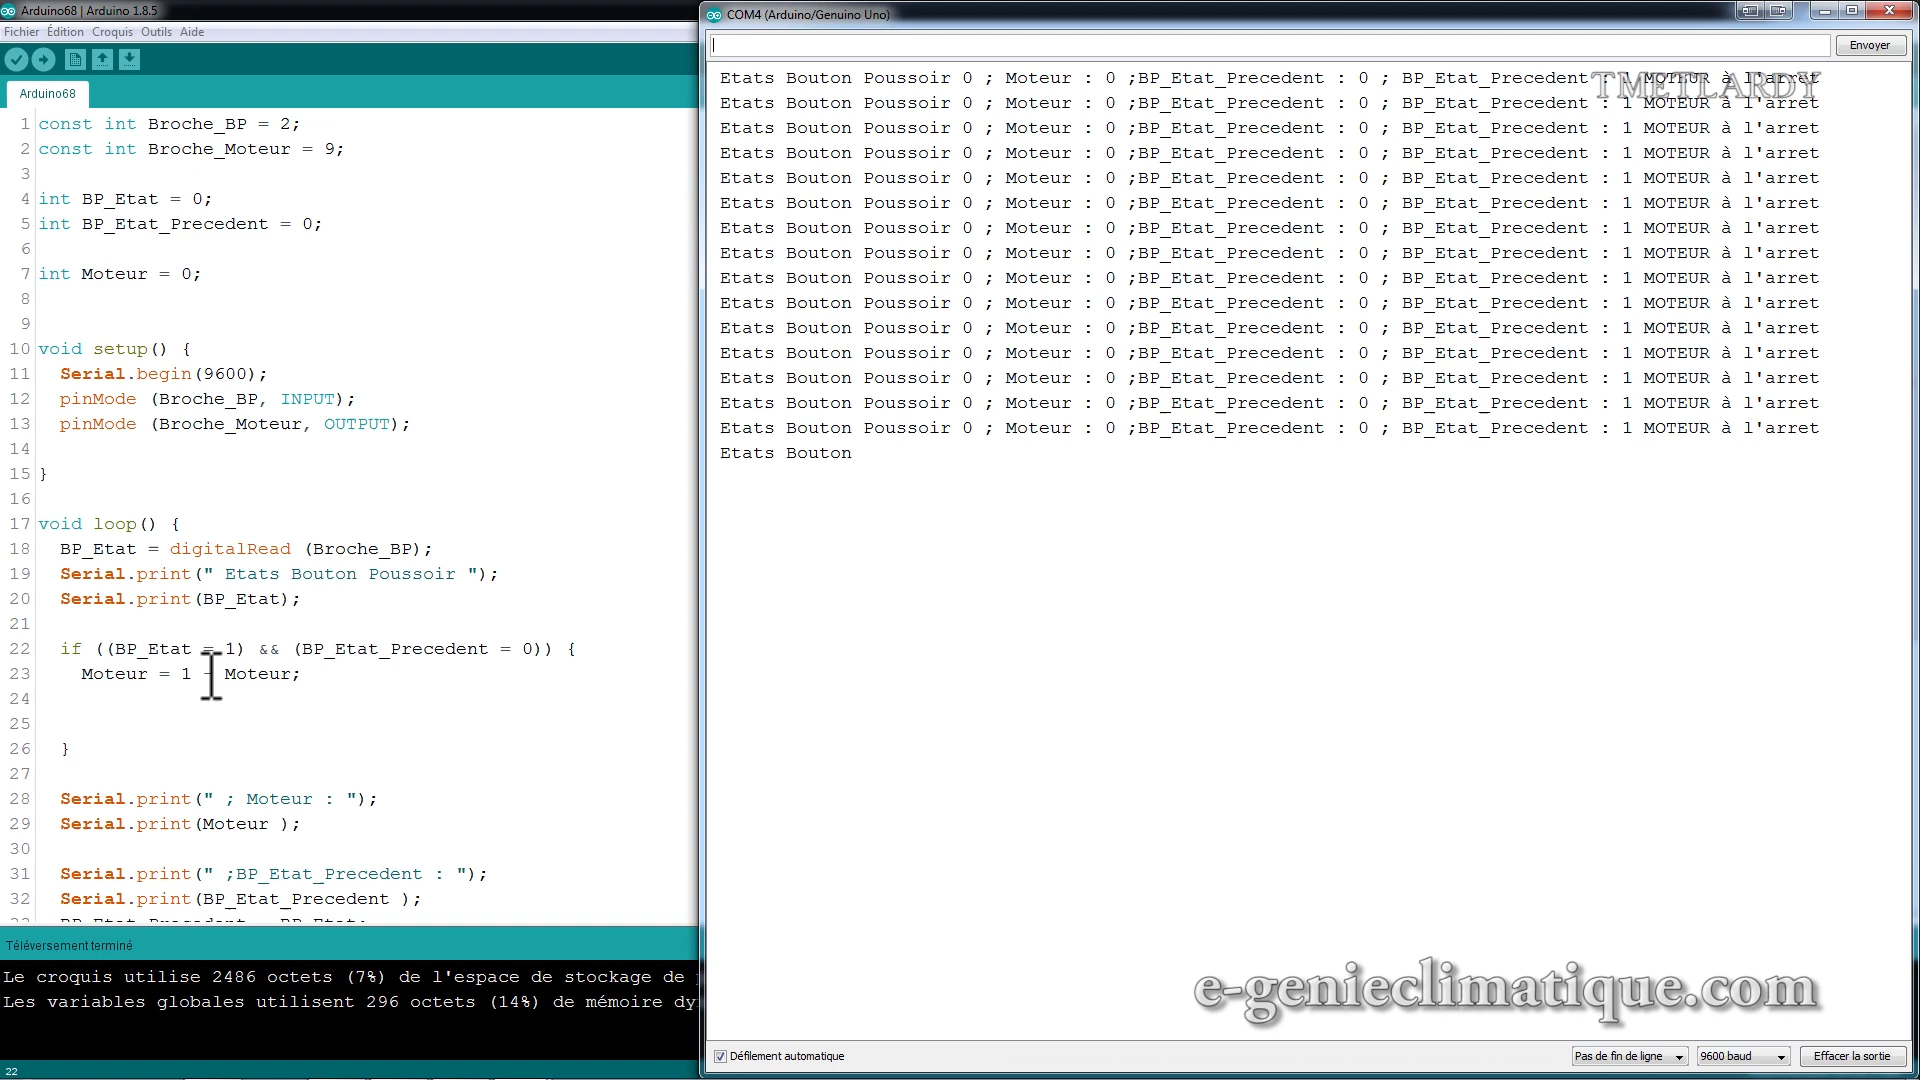 Arduino68 | Arduino 1.8.5
Fichier Édition Croquis Outils Aide
Arduino68
1 const int Broche_BP = 2;
2 const int Broche_Moteur = 9;
3
4 int BP_Etat = 0;
5 int BP_Etat_Precedent = 0;
6
7 int Moteur = 0;
8
9
10 void setup() {
11 Serial.begin(9600);
12 pinMode (Broche_BP, INPUT);
13 pinMode (Broche_Moteur, OUTPUT);
14
15 }
16
17 void loop() {
18 BP_Etat = digitalRead (Broche_BP);
19 Serial.print(" Etats Bouton Poussoir ");
20 Serial.print(BP_Etat);
21
22 if ((BP_Etat = 1) && (BP_Etat_Precedent = 0)) {
23 Moteur = 1 - Moteur;
24
25
26 }
27
28 Serial.print(" ; Moteur : ");
29 Serial.print(Moteur );
30
31 Serial.print(" ;BP_Etat_Precedent : ");
32 Serial.print(BP_Etat_Precedent );
Téléversement terminé
Le croquis utilise 2486 octets (7%) de l'espace de stockage de
Les variables globales utilisent 296 octets (14%) de mémoire
22
COM4 (Arduino/Genuino Uno)
Envoyer
Etats Bouton Poussoir 0 ; Moteur : 0 ;BP_Etat_Precedent : 0 ; BP_Etat_Precedent : 1 MOTEUR à l'arret
TMETLARDY
Etats Bouton Poussoir 0 ; Moteur : 0 ;BP_Etat_Precedent : 0 ; BP_Etat_Precedent : 1 MOTEUR à l'arret
Etats Bouton Poussoir 0 ; Moteur : 0 ;BP_Etat_Precedent : 0 ; BP_Etat_Precedent : 1 MOTEUR à l'arret
Etats Bouton Poussoir 0 ; Moteur : 0 ;BP_Etat_Precedent : 0 ; BP_Etat_Precedent : 1 MOTEUR à l'arret
Etats Bouton Poussoir 0 ; Moteur : 0 ;BP_Etat_Precedent : 0 ; BP_Etat_Precedent : 1 MOTEUR à l'arret
Etats Bouton Poussoir 0 ; Moteur : 0 ;BP_Etat_Precedent : 0 ; BP_Etat_Precedent : 1 MOTEUR à l'arret
Etats Bouton Poussoir 0 ; Moteur : 0 ;BP_Etat_Precedent : 0 ; BP_Etat_Precedent : 1 MOTEUR à l'arret
Etats Bouton Poussoir 0 ; Moteur : 0 ;BP_Etat_Precedent : 0 ; BP_Etat_Precedent : 1 MOTEUR à l'arret
Etats Bouton Poussoir 0 ; Moteur : 0 ;BP_Etat_Precedent : 0 ; BP_Etat_Precedent : 1 MOTEUR à l'arret
Etats Bouton Poussoir 0 ; Moteur : 0 ;BP_Etat_Precedent : 0 ; BP_Etat_Precedent : 1 MOTEUR à l'arret
Etats Bouton Poussoir 0 ; Moteur : 0 ;BP_Etat_Precedent : 0 ; BP_Etat_Precedent : 1 MOTEUR à l'arret
Etats Bouton Poussoir 0 ; Moteur : 0 ;BP_Etat_Precedent : 0 ; BP_Etat_Precedent : 1 MOTEUR à l'arret
Etats Bouton Poussoir 0 ; Moteur : 0 ;BP_Etat_Precedent : 0 ; BP_Etat_Precedent : 1 MOTEUR à l'arret
Etats Bouton Poussoir 0 ; Moteur : 0 ;BP_Etat_Precedent : 0 ; BP_Etat_Precedent : 1 MOTEUR à l'arret
Etats Bouton Poussoir 0 ; Moteur : 0 ;BP_Etat_Precedent : 0 ; BP_Etat_Precedent : 1 MOTEUR à l'arret
Etats Bouton
e-genieclimatique.com
Défilement automatique
Pas de fin de ligne
9600 baud
Effacer la sortie